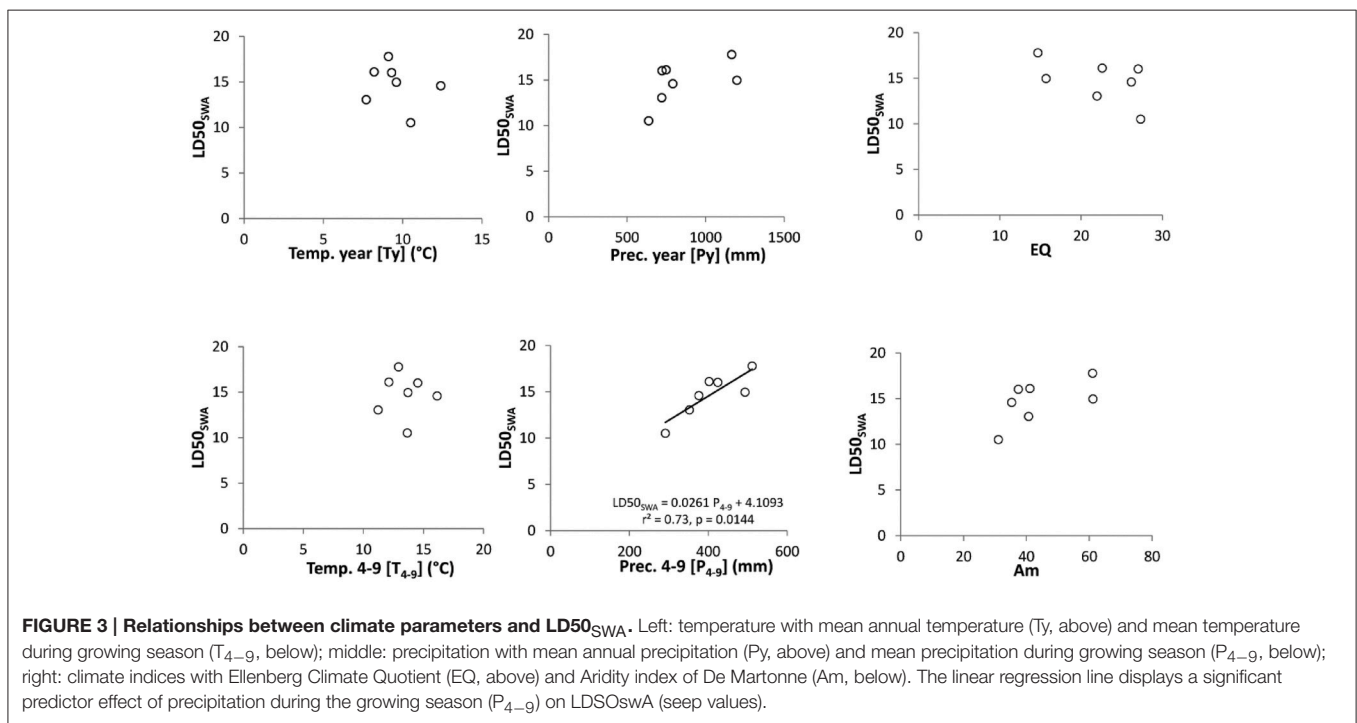 20
15
10
5
0
LD50SWA
0 5 10 15
Temp. year [Ty] (°C)
20
15
10
5
0
LD50SWA
0 500 1000 1500
Prec. year [Py] (mm)
20
15
10
5
0
LD50SWA
0 10 20 30
EQ
20
15
10
5
0
LD50SWA
0 5 10 15 20
Temp. 4-9 [T4-9] (°C)
20
15
10
5
0
LD50SWA
LD50SWA = 0.0261 P4-9 + 4.1093
r² = 0.73, p = 0.0144
0 200 400 600
Prec. 4-9 [P4-9] (mm)
20
15
10
5
0
LD50SWA
0 20 40 60 80
Am
FIGURE 3 | Relationships between climate parameters and LD50SWA. Left: temperature with mean annual temperature (Ty, above) and mean temperature
during growing season (T4−9, below); middle: precipitation with mean annual precipitation (Py, above) and mean precipitation during growing season (P4−9, below);
right: climate indices with Ellenberg Climate Quotient (EQ, above) and Aridity index of De Martonne (Am, below). The linear regression line displays a significant
predictor effect of precipitation during the growing season (P4−9) on LDSOswA (seep values).